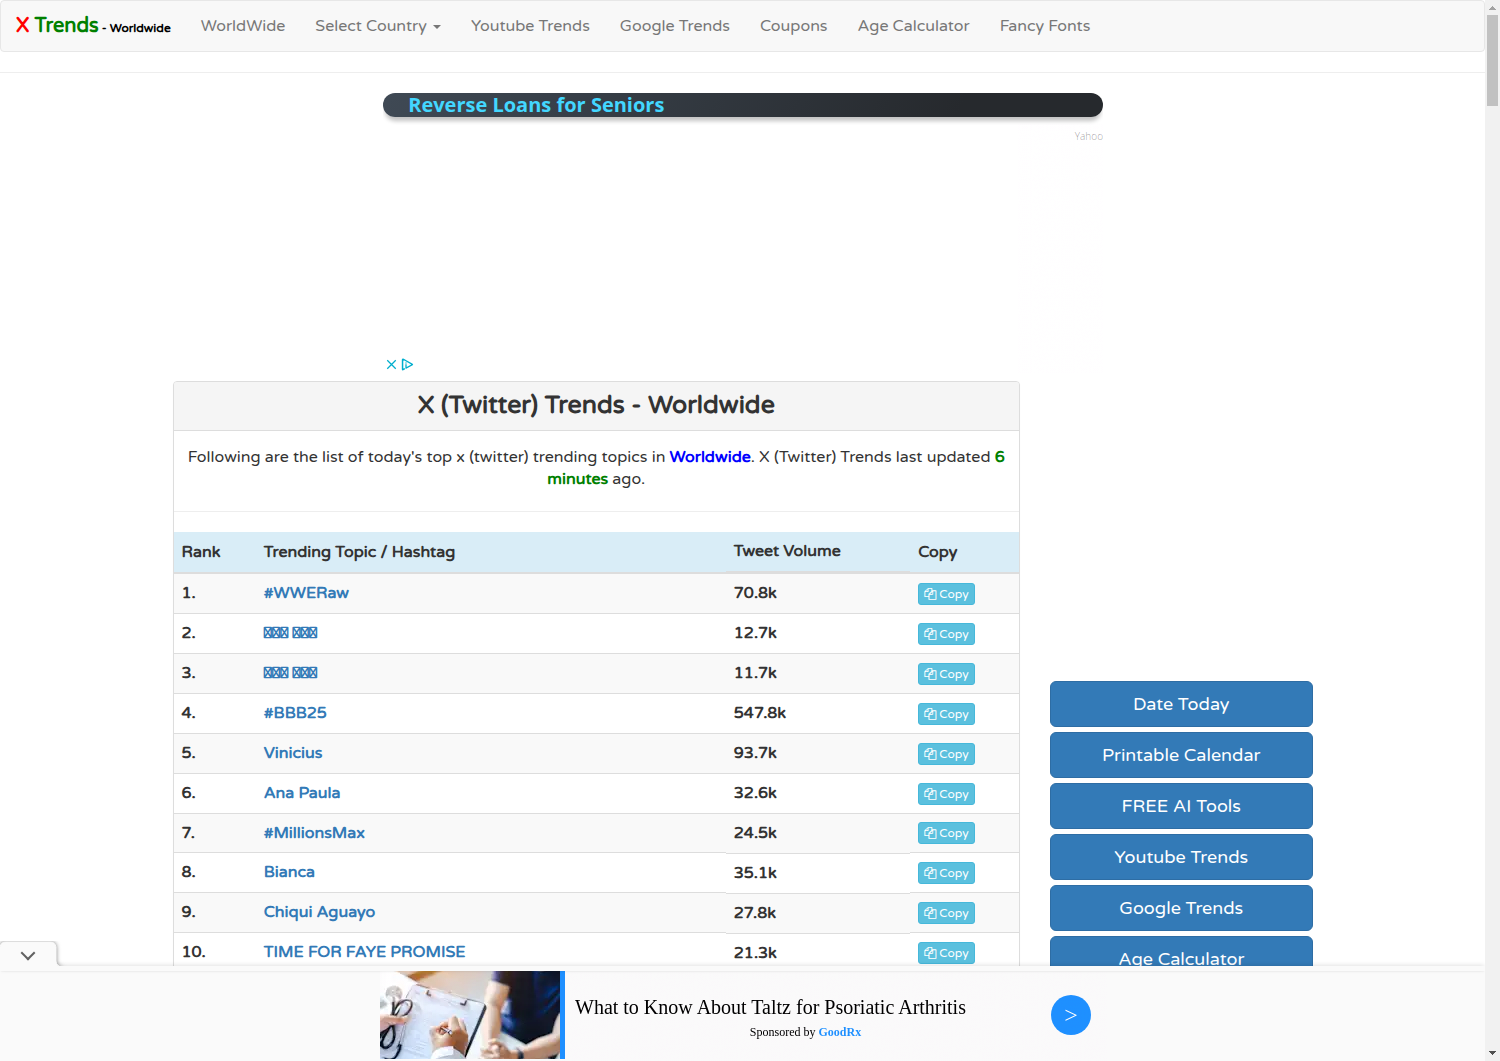 X Trends - Worldwide WorldWide Select Country Youtube Trends Google Trends Coupons Age Calculator Fancy Fonts
Reverse Loans for Seniors
Yahoo
X (Twitter) Trends - Worldwide
Following are the list of today's top x (twitter) trending topics in Worldwide. X (Twitter) Trends last updated 6
minutes ago.
Rank Trending Topic / Hashtag Tweet Volume Copy
1. #WWERaw 70.8k Copy
2. 12.7k Copy
3. 11.7k Copy
4. #BBB25 547.8k Copy
5. Vinicius 93.7k Copy
6. Ana Paula 32.6k Copy
7. #MillionsMax 24.5k Copy
8. Bianca 35.1k Copy
9. Chiqui Aguayo 27.8k Copy
10. TIME FOR FAYE PROMISE 21.3k Copy
Date Today
Printable Calendar
FREE AI Tools
Youtube Trends
Google Trends
Age Calculator
What to Know About Taltz for Psoriatic Arthritis
Sponsored by GoodRx
>